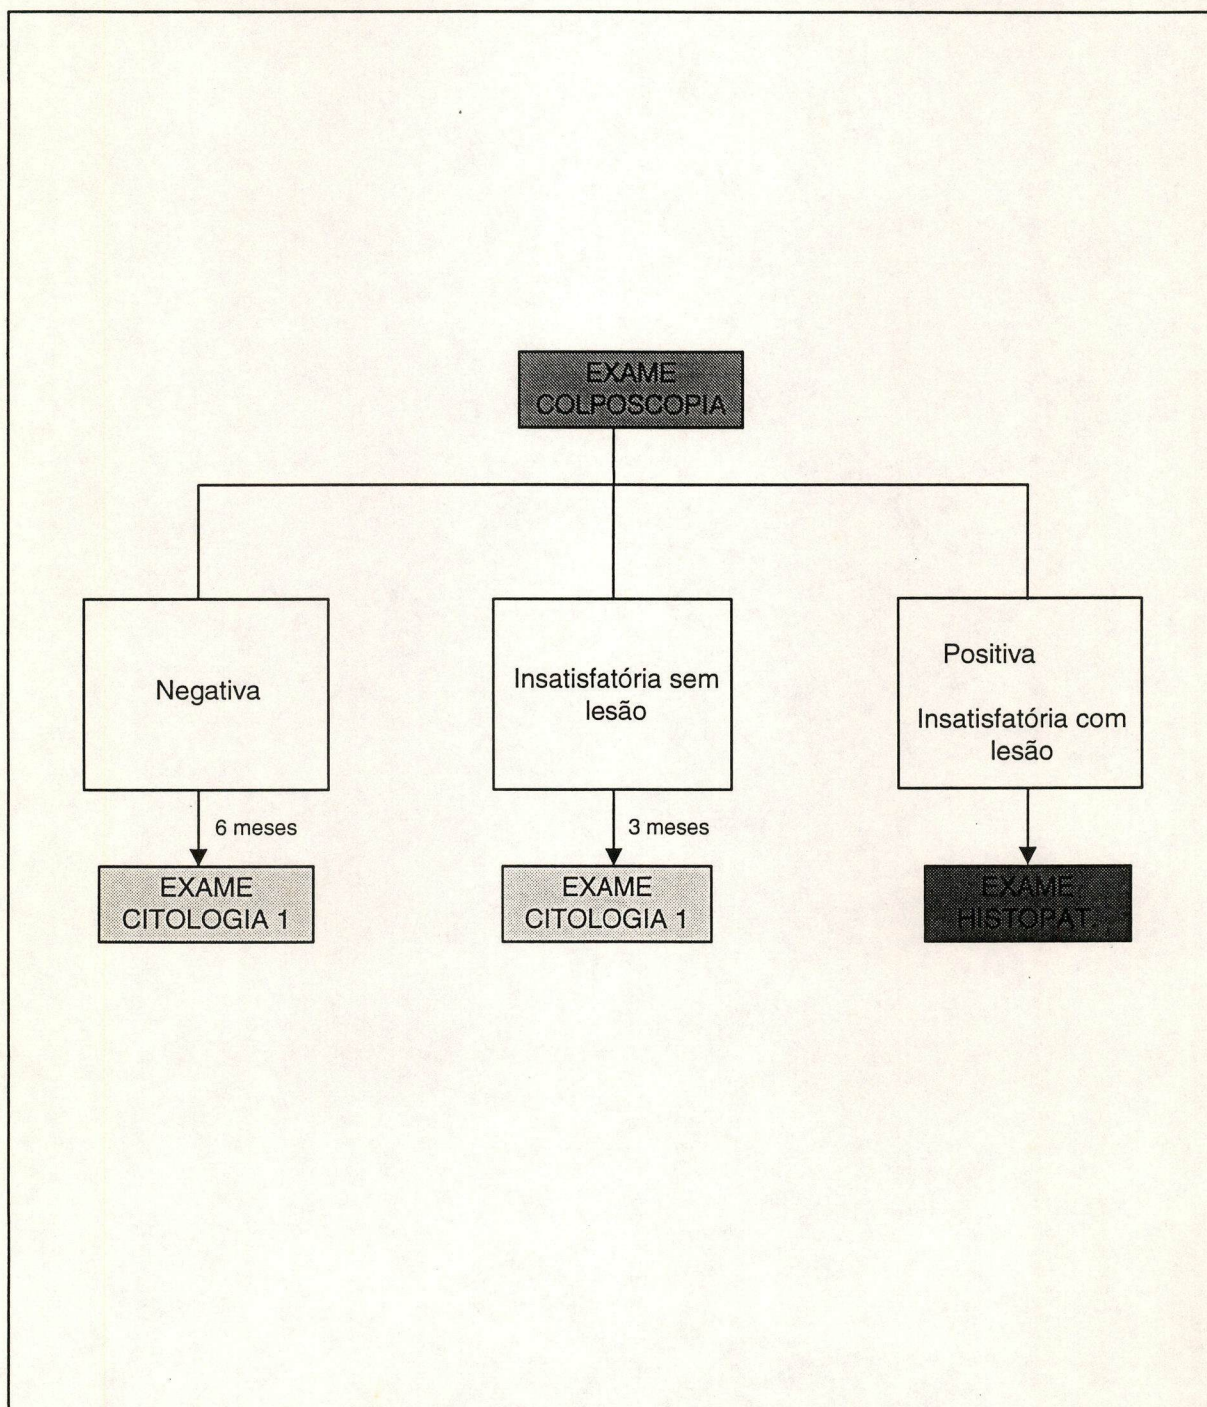 EXAME
COLPOSCOPIA
Negativa
Insatisfatória sem
lesão
Positiva
Insatisfatória com
lesão
6 meses
3 meses
EXAME
CITOLOGIA 1
EXAME
CITOLOGIA 1
EXAME
HISTOPAT.